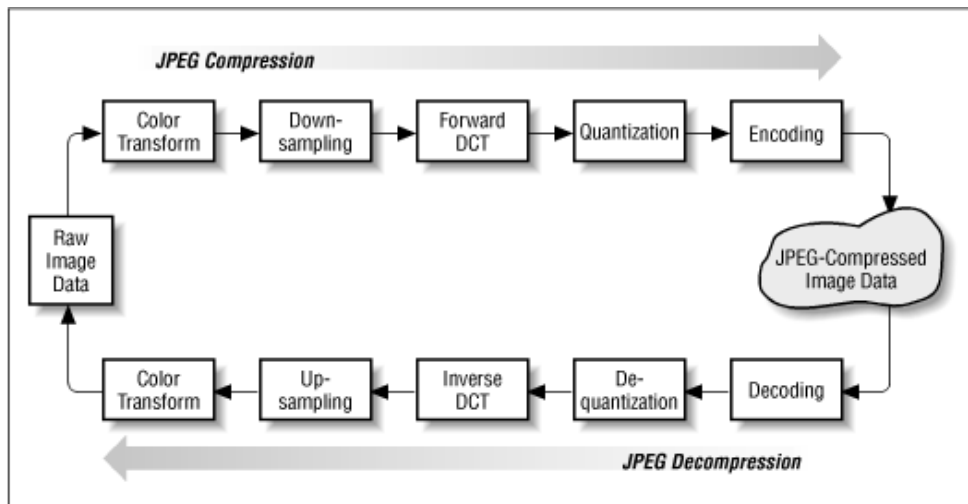 JPEG Compression
Color
Transform
Down-
sampling
Forward
DCT
Quantization
Encoding
Raw
Image
Data
JPEG-Compressed
Image Data
Color
Transform
Up-
sampling
Inverse
DCT
De-
quantization
Decoding
JPEG Decompression